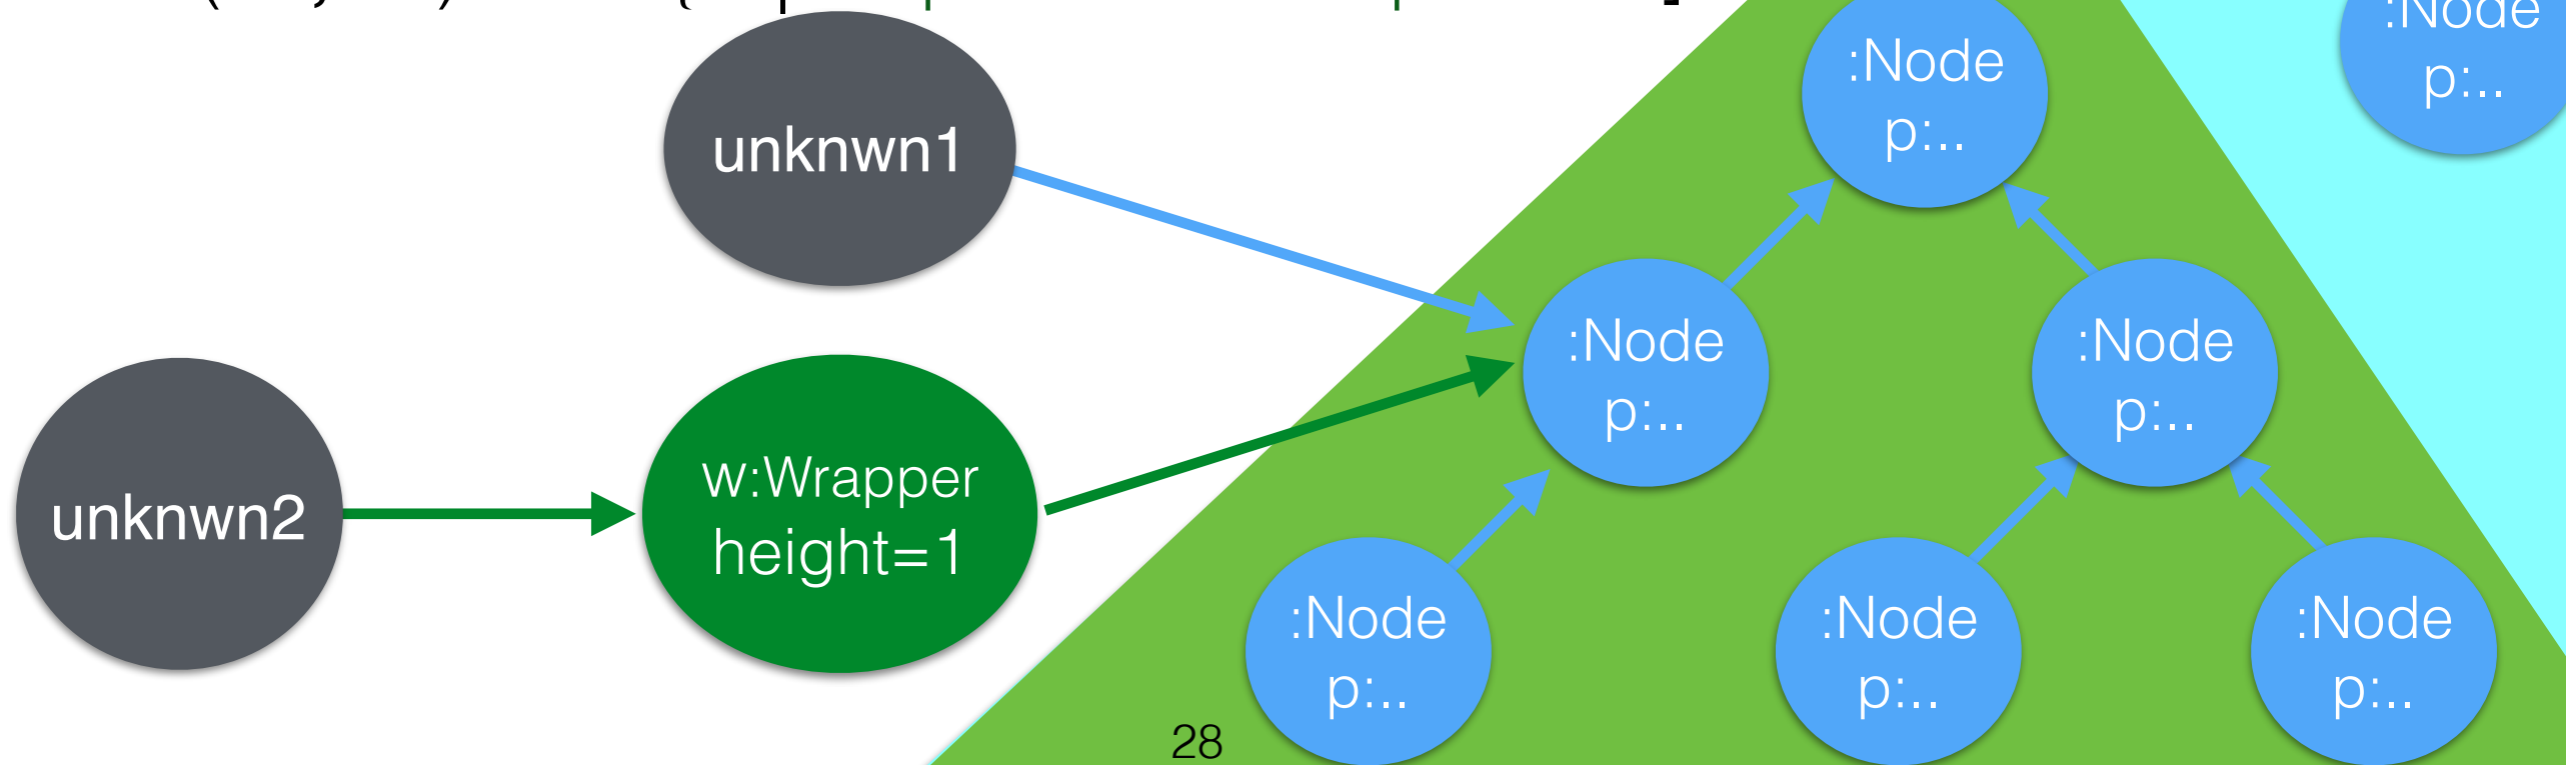 :Node
p:..
:Node
p:..
unknwn1
:Node
p:..
:Node
p:..
unknwn2
w:Wrapper
height=1
:Node
p:..
:Node
p:..
:Node
p:..
28